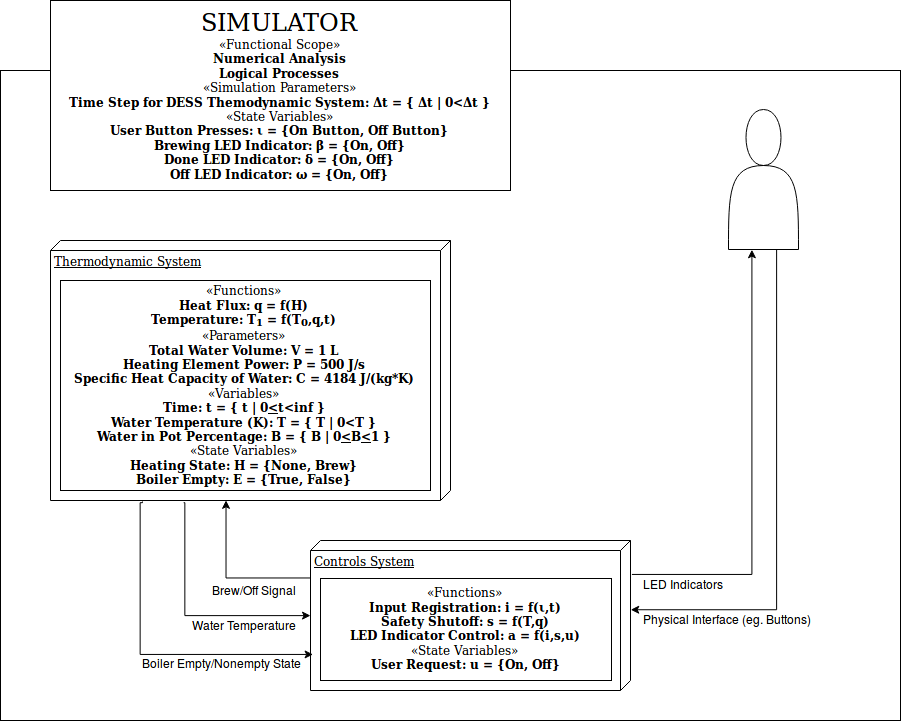 SIMULATOR
«Functional Scope»
Numerical Analysis
Logical Processes
«Simulation Parameters»
Time Step for DESS Themodynamic System: Δt = { Δt | 0<Δt }
«State Variables»
User Button Presses: ι = {On Button, Off Button}
Brewing LED Indicator: β = {On, Off}
Done LED Indicator: δ = {On, Off}
Off LED Indicator: ω = {On, Off}
Thermodynamic System
«Functions»
Heat Flux: q = f(H)
Temperature: T₁ = f(T₀,q,t)
«Parameters»
Total Water Volume: V = 1 L
Heating Element Power: P = 500 J/s
Specific Heat Capacity of Water: C = 4184 J/(kg*K)
«Variables»
Time: t = { t | 0≤t<inf }
Water Temperature (K): T = { T | 0<T }
Water in Pot Percentage: B = { B | 0≤B≤1 }
«State Variables»
Heating State: H = {None, Brew}
Boiler Empty: E = {True, False}
Brew/Off Signal
Water Temperature
Boiler Empty/Nonempty State
Controls System
«Functions»
Input Registration: i = f(ι,t)
Safety Shutoff: s = f(T,q)
LED Indicator Control: a = f(i,s,u)
«State Variables»
User Request: u = {On, Off}
LED Indicators
Physical Interface (eg. Buttons)